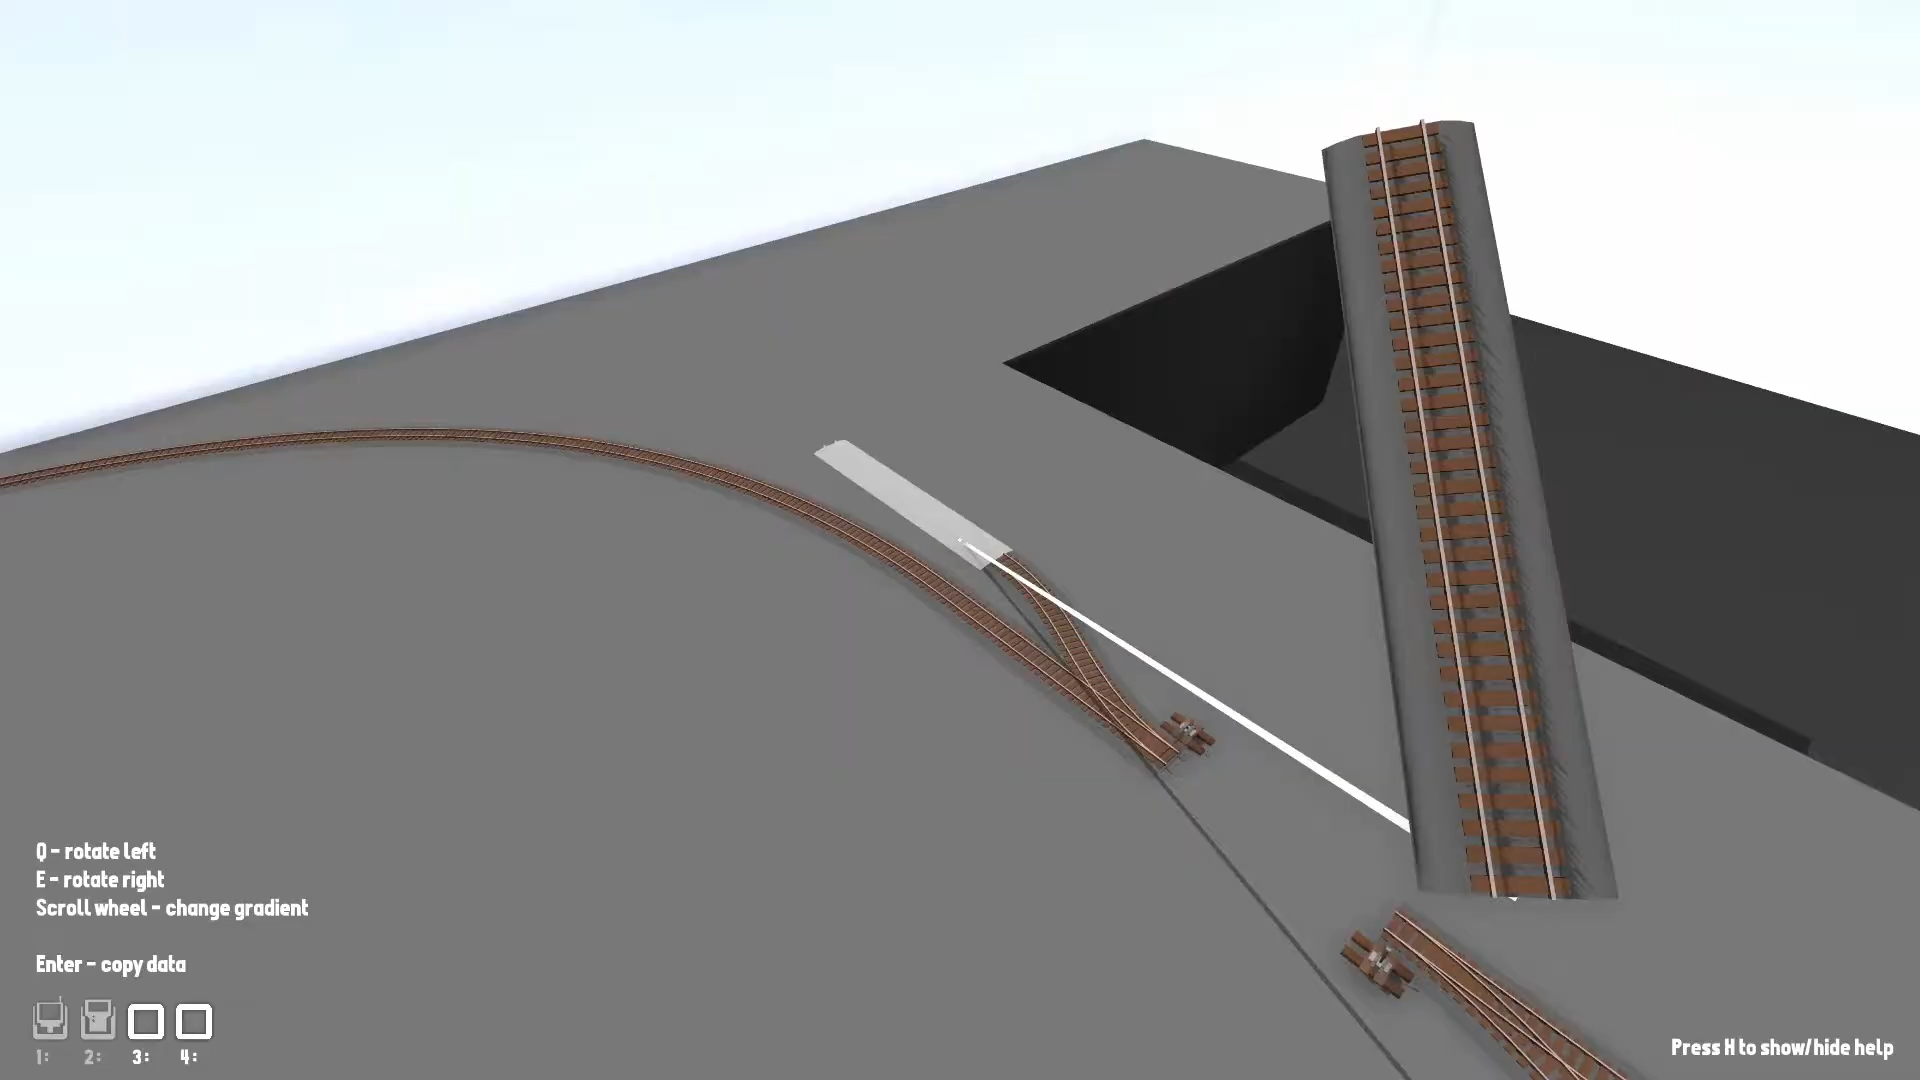 Q - rotate left
E - rotate right
Scroll wheel - change gradient
Enter - copy data
1: 2: 3: 4:
Press H to show/hide help